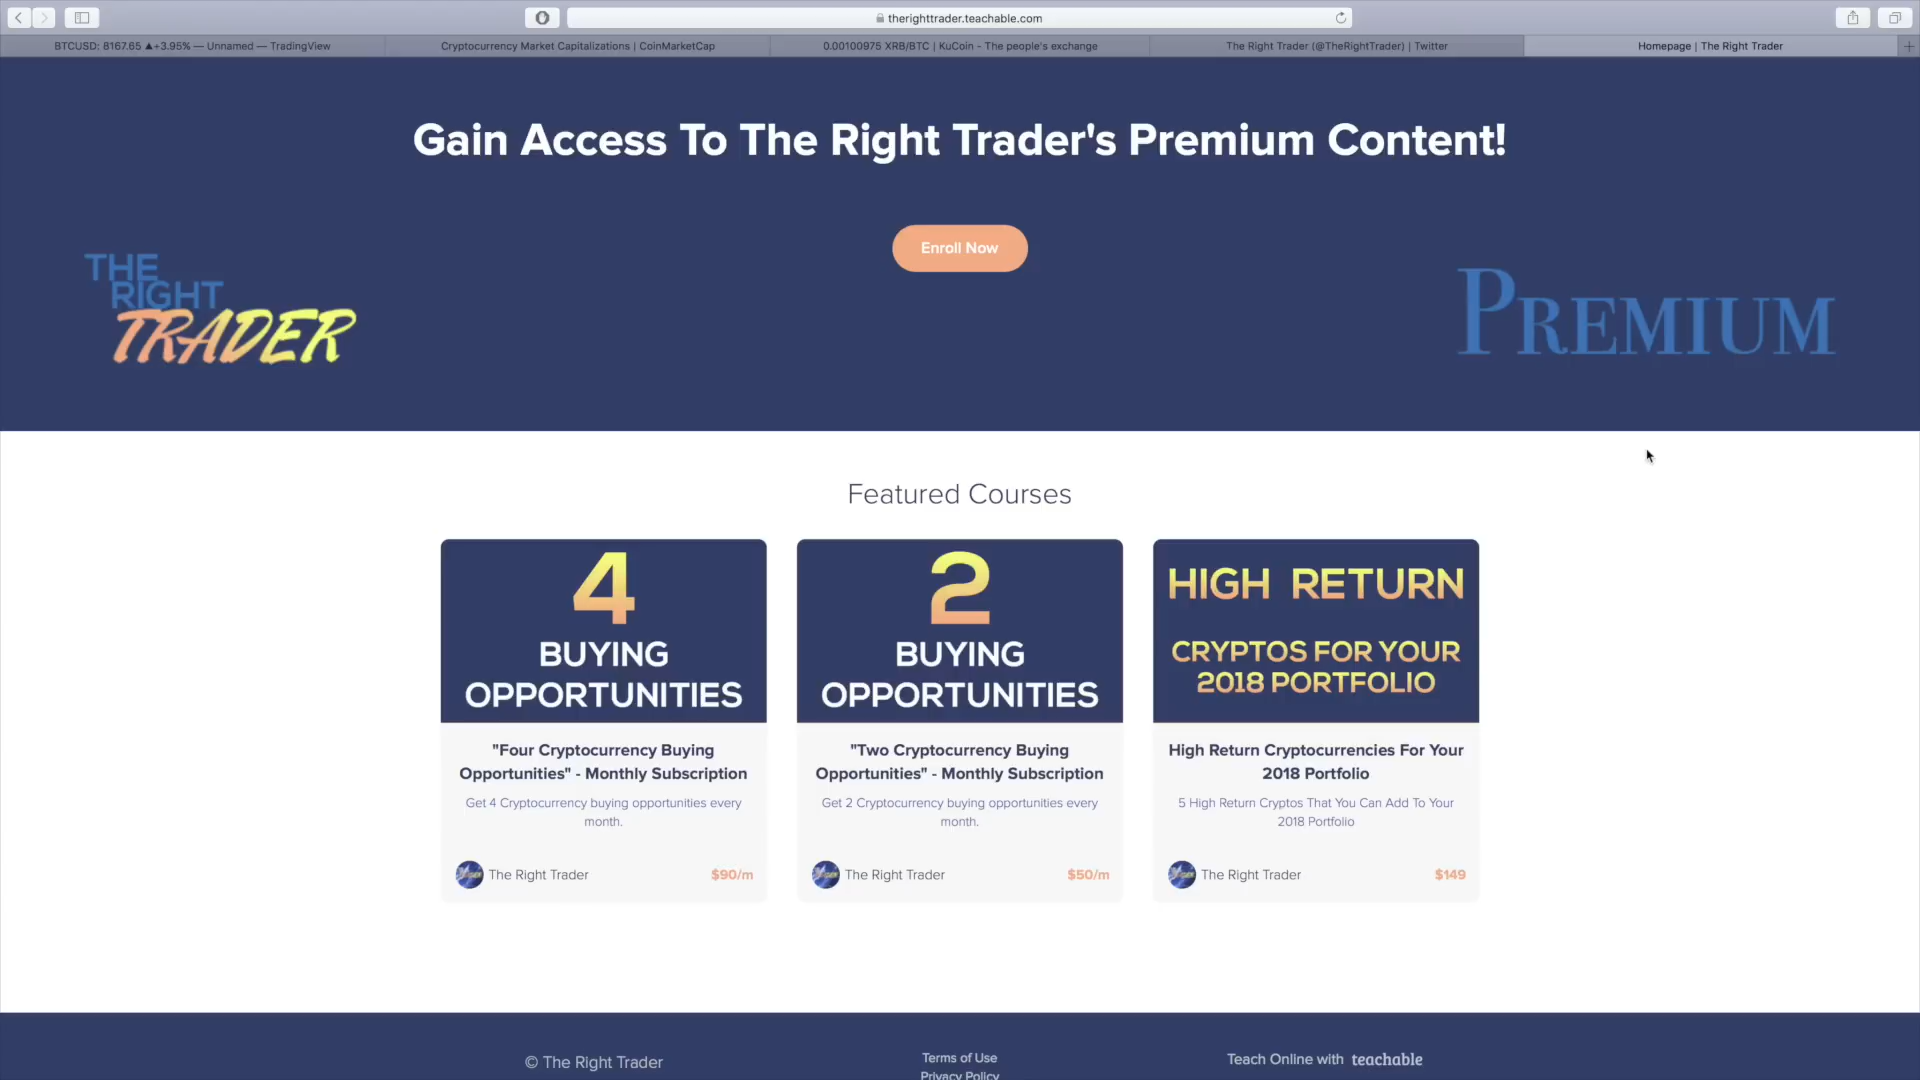 therighttrader.teachable.com
BTCUSD: 8167.65 ▲+3.95% — Unnamed — TradingView
Cryptocurrency Market Capitalizations | CoinMarketCap
0.00100975 XRB/BTC | KuCoin - The people's exchange
The Right Trader (@TheRightTrader) | Twitter
Homepage | The Right Trader
Gain Access To The Right Trader's Premium Content!
Enroll Now
THE
RIGHT
TRADER
PREMIUM
Featured Courses
4
BUYING
OPPORTUNITIES
"Four Cryptocurrency Buying
Opportunities" - Monthly Subscription
Get 4 Cryptocurrency buying opportunities every
month.
The Right Trader
$90/m
2
BUYING
OPPORTUNITIES
"Two Cryptocurrency Buying
Opportunities" - Monthly Subscription
Get 2 Cryptocurrency buying opportunities every
month.
The Right Trader
$50/m
HIGH RETURN
CRYPTOS FOR YOUR
2018 PORTFOLIO
High Return Cryptocurrencies For Your
2018 Portfolio
5 High Return Cryptos That You Can Add To Your
2018 Portfolio
The Right Trader
$149
© The Right Trader
Terms of Use
Privacy Policy
Teach Online with teachable